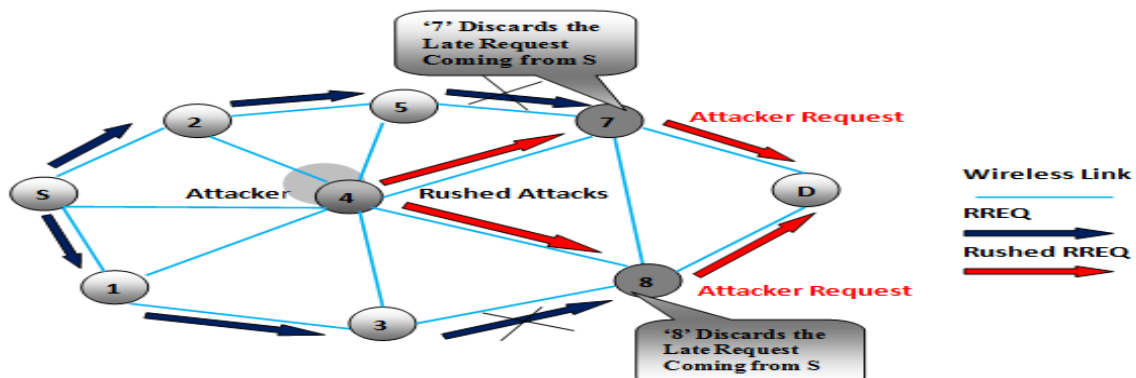 ‘7’ Discards the
Late Request
Coming from S
5
2
7
Attacker Request
S
Attacker
4
Rushed Attacks
D
Wireless Link
RREQ
Rushed RREQ
1
8
Attacker Request
3
‘8’ Discards the
Late Request
Coming from S